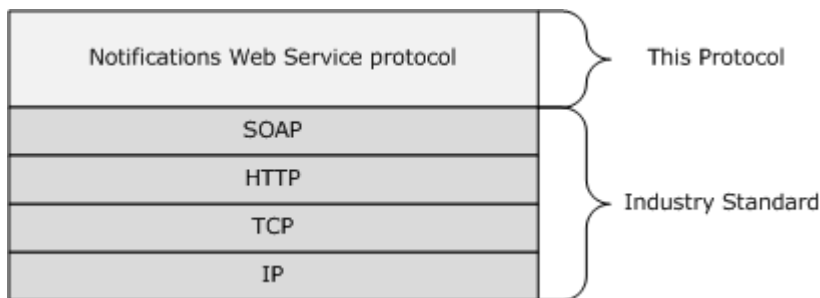 Notifications Web Service protocol
This Protocol
SOAP
HTTP
TCP
IP
Industry Standard